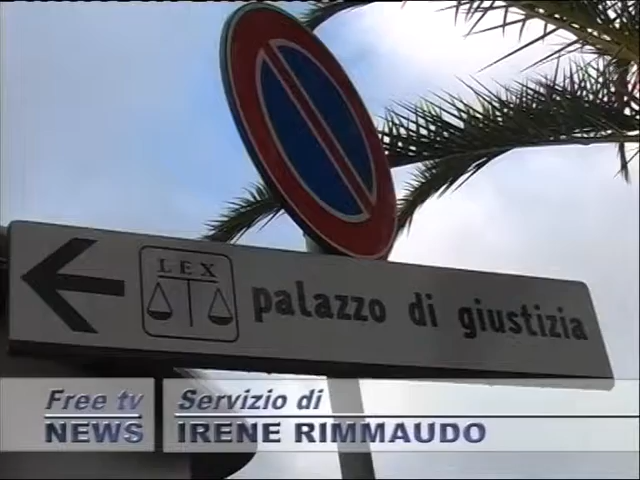 LEX
palazzo di giustizia
Free tv
NEWS
Servizio di
IRENE RIMMAUDO